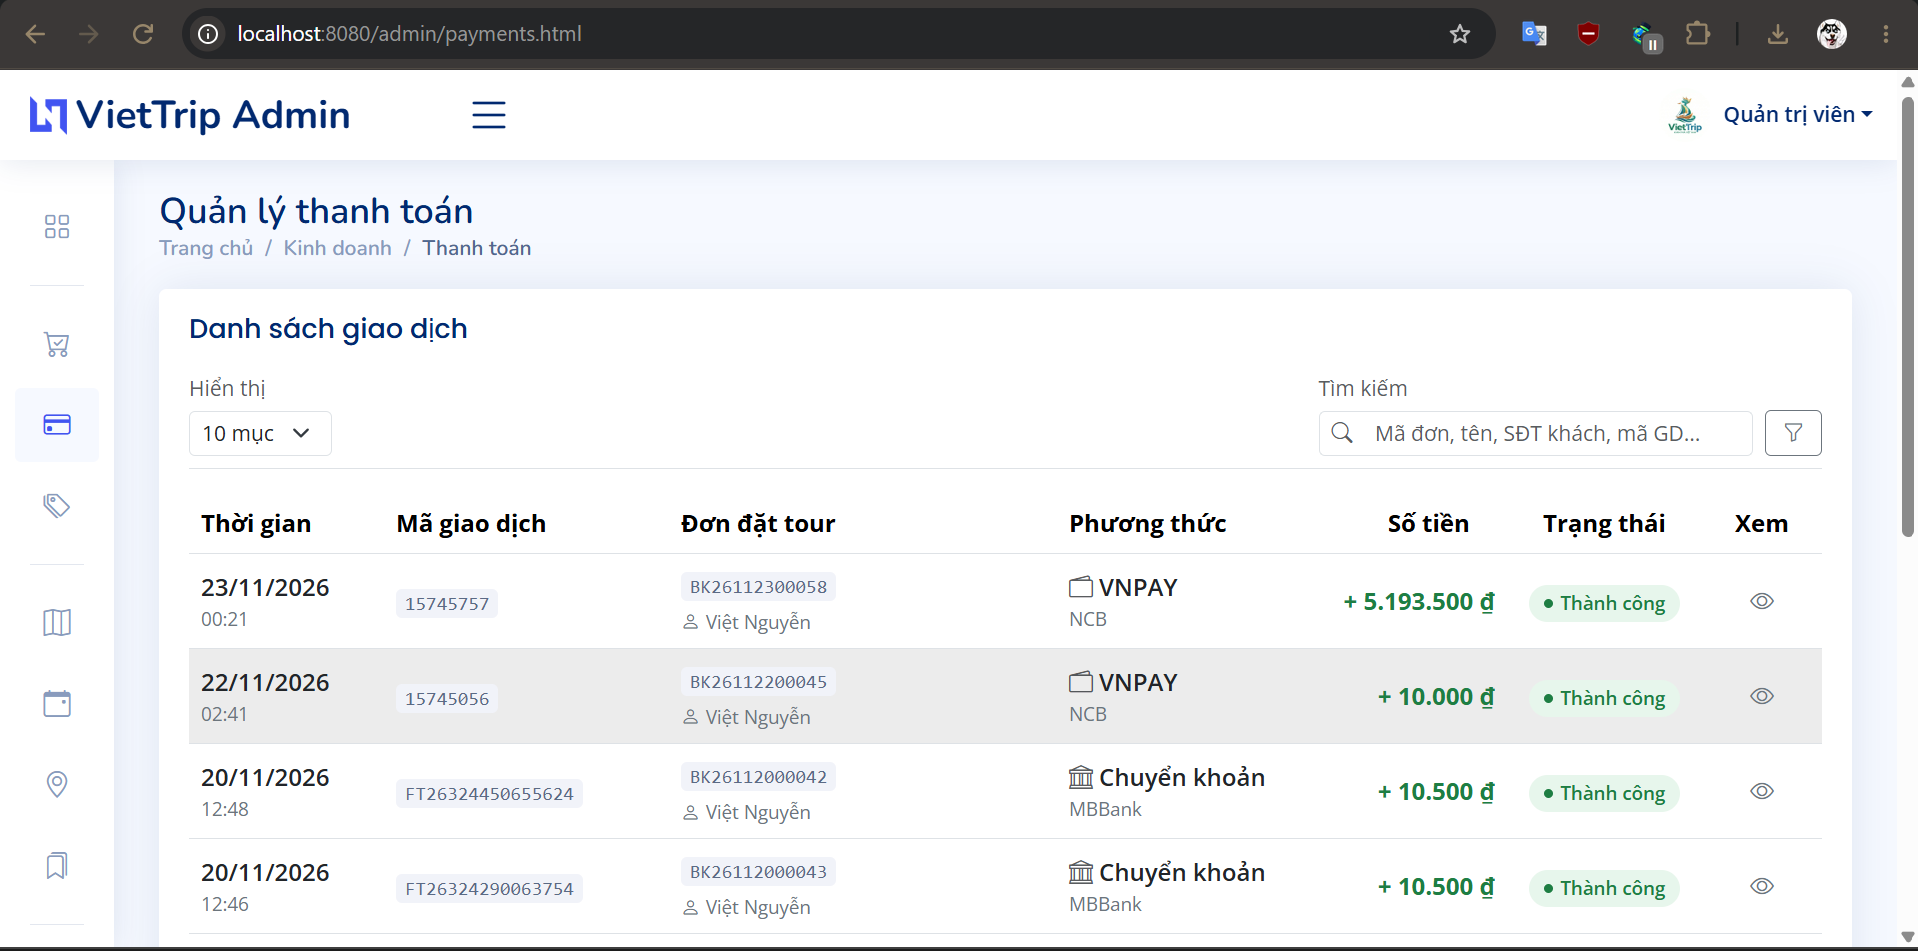 localhost:8080/admin/payments.html
VietTrip Admin
VietTrip
Quản trị viên
Quản lý thanh toán
Trang chủ / Kinh doanh / Thanh toán
Danh sách giao dịch
Hiển thị
Tìm kiếm
10 mục
Mã đơn, tên, SĐT khách, mã GD...
Thời gian Mã giao dịch Đơn đặt tour Phương thức Số tiền Trạng thái Xem
23/11/2026 00:21 15745757 BK26112300058 Việt Nguyễn VNPAY NCB + 5.193.500 ₫ Thành công
22/11/2026 02:41 15745056 BK26112200045 Việt Nguyễn VNPAY NCB + 10.000 ₫ Thành công
20/11/2026 12:48 FT26324450655624 BK26112000042 Việt Nguyễn Chuyển khoản MBBank + 10.500 ₫ Thành công
20/11/2026 12:46 FT26324290063754 BK26112000043 Việt Nguyễn Chuyển khoản MBBank + 10.500 ₫ Thành công